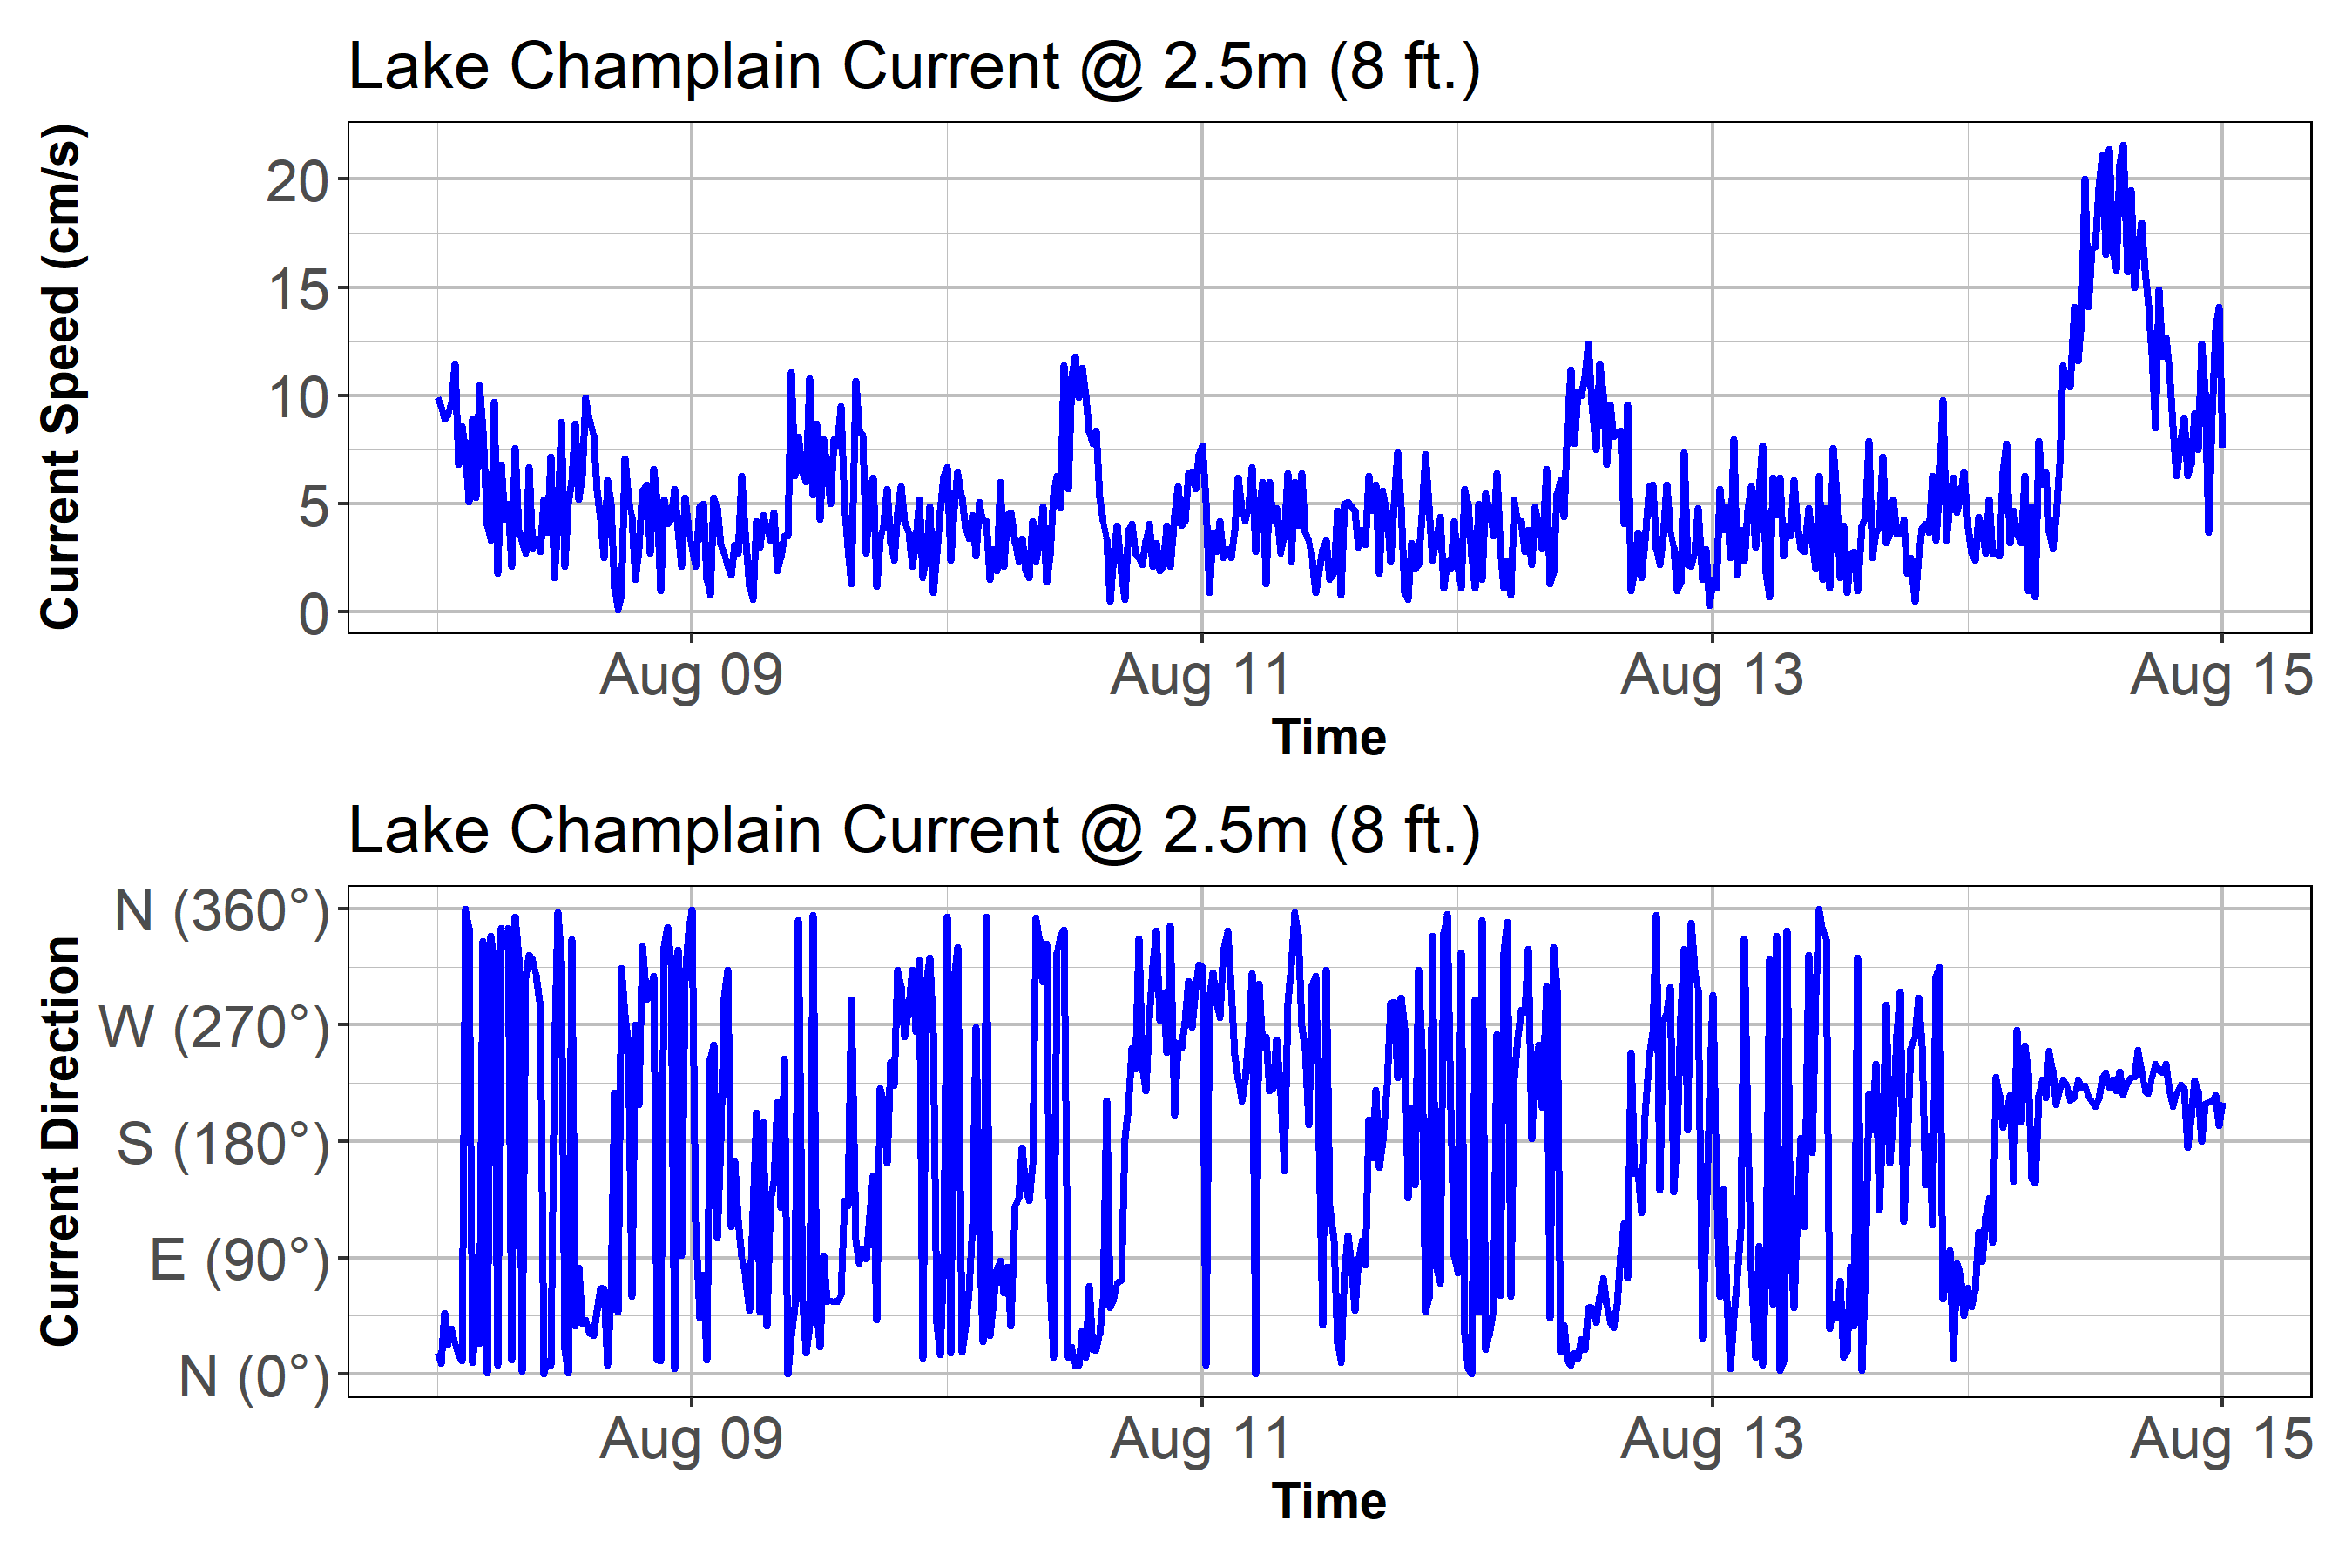 Lake Champlain Current @ 2.5m (8 ft.)
Current Speed (cm/s)
20
15
10
5
0
Aug 09 Aug 11 Aug 13 Aug 15
Time
Lake Champlain Current @ 2.5m (8 ft.)
Current Direction
N (360°)
W (270°)
S (180°)
E (90°)
N (0°)
Aug 09 Aug 11 Aug 13 Aug 15
Time